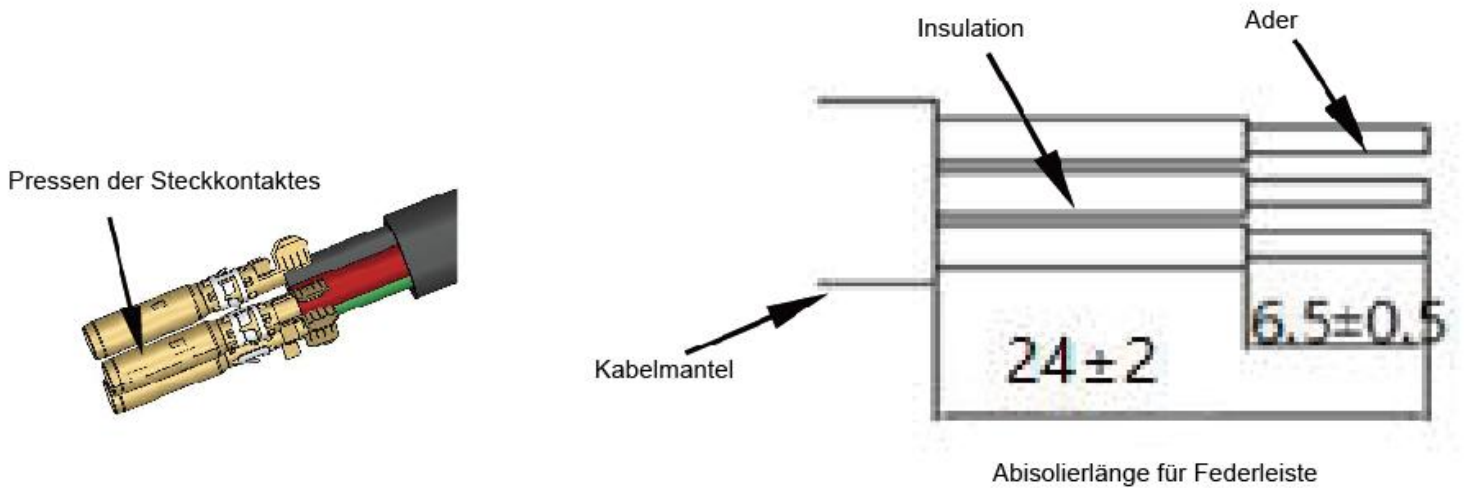 Insulation
Ader
Pressen der Steckkontaktes
6.5±0.5
24±2
Kabelmantel
Abisolierlänge für Federleiste